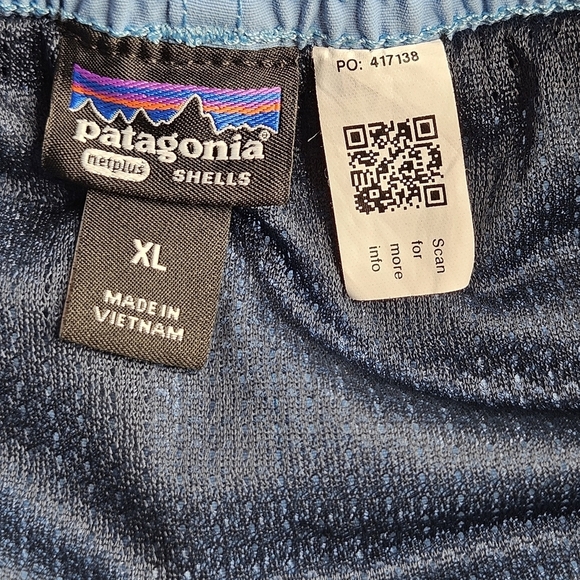 patagonia®
netplus®
SHELLS
XL
MADE IN
VIETNAM
PO: 417138
Scan
for
more
info